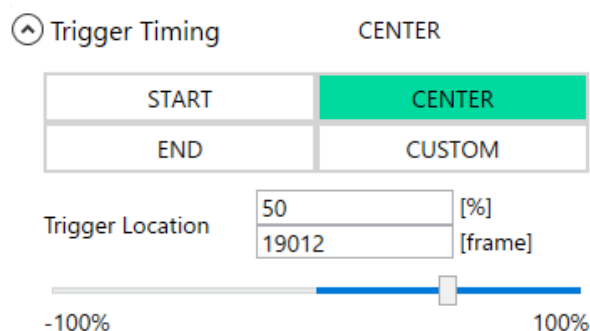 Trigger Timing CENTER
START CENTER
END CUSTOM
50 [%]
Trigger Location
19012 [frame]
-100% 100%